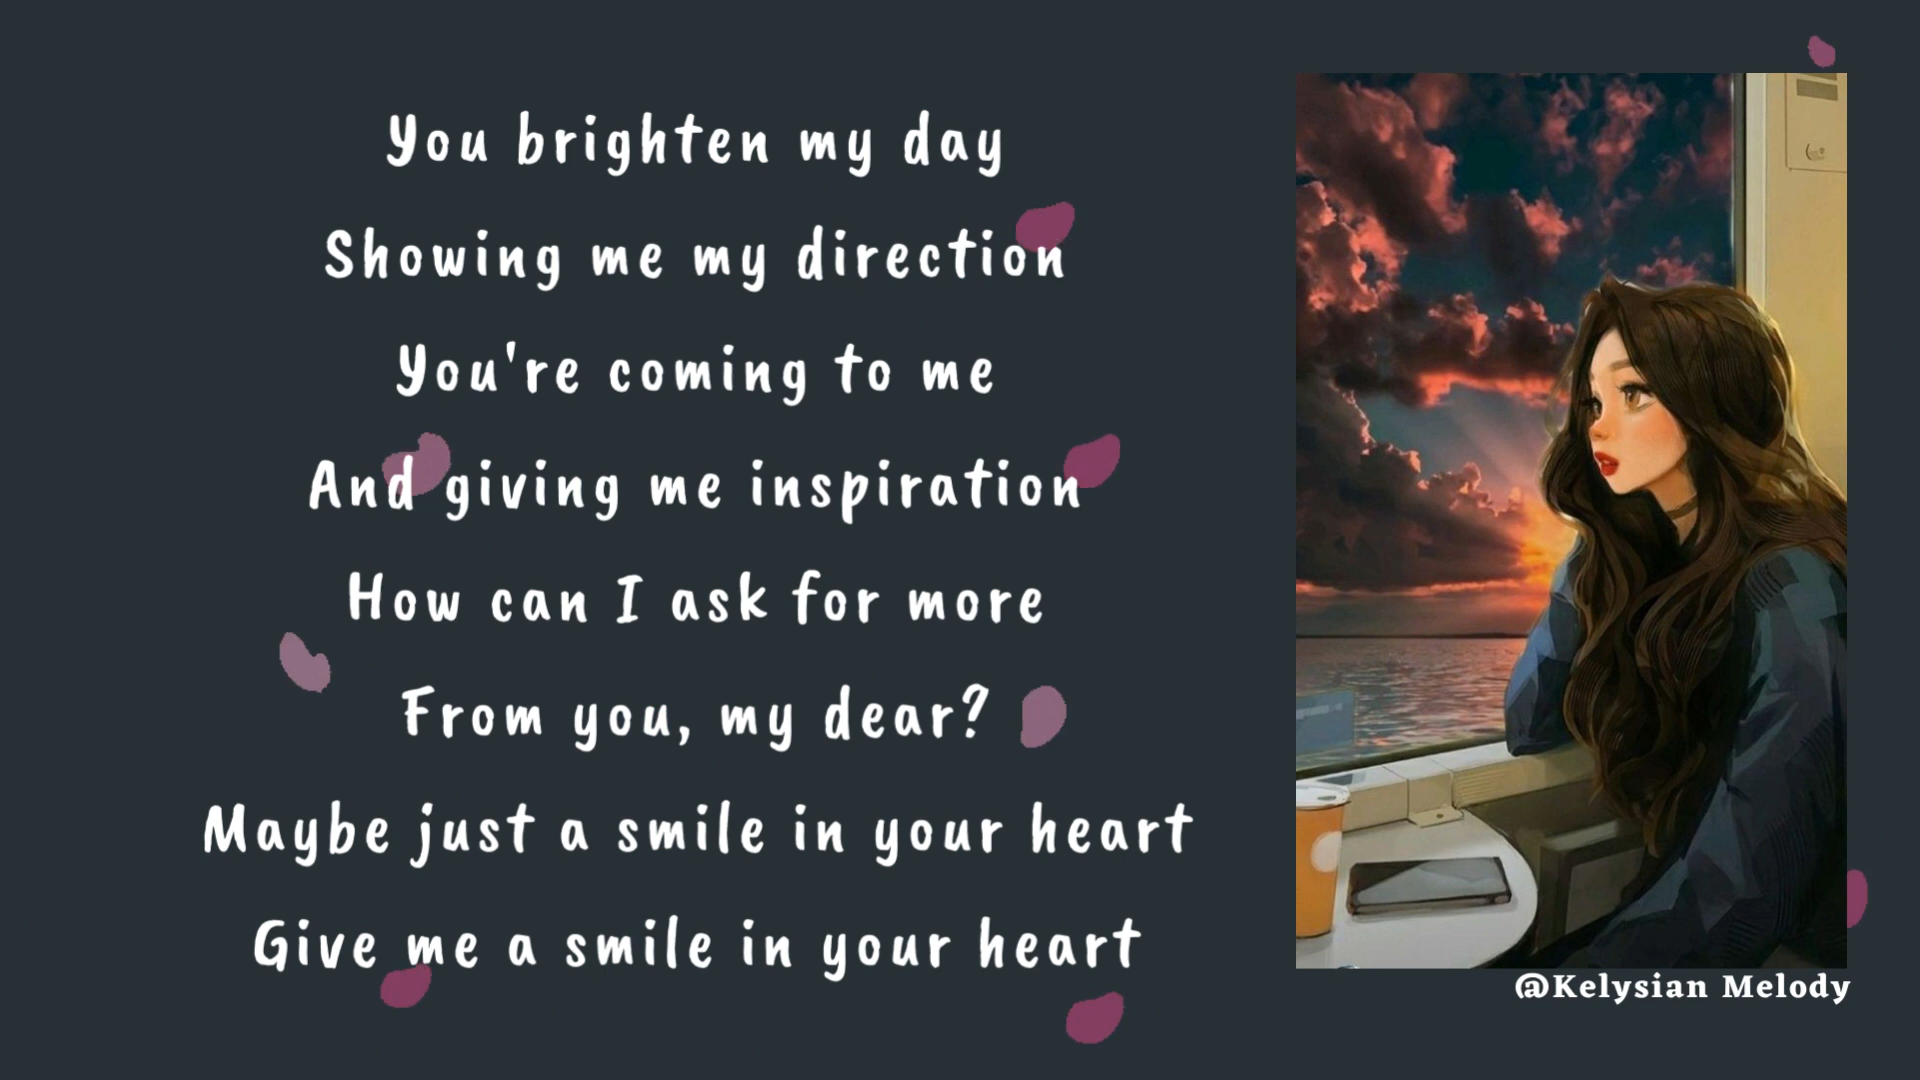 You brighten my day
Showing me my direction
You're coming to me
And giving me inspiration
How can I ask for more
From you, my dear?
Maybe just a smile in your heart
Give me a smile in your heart
@Kelysian Melody